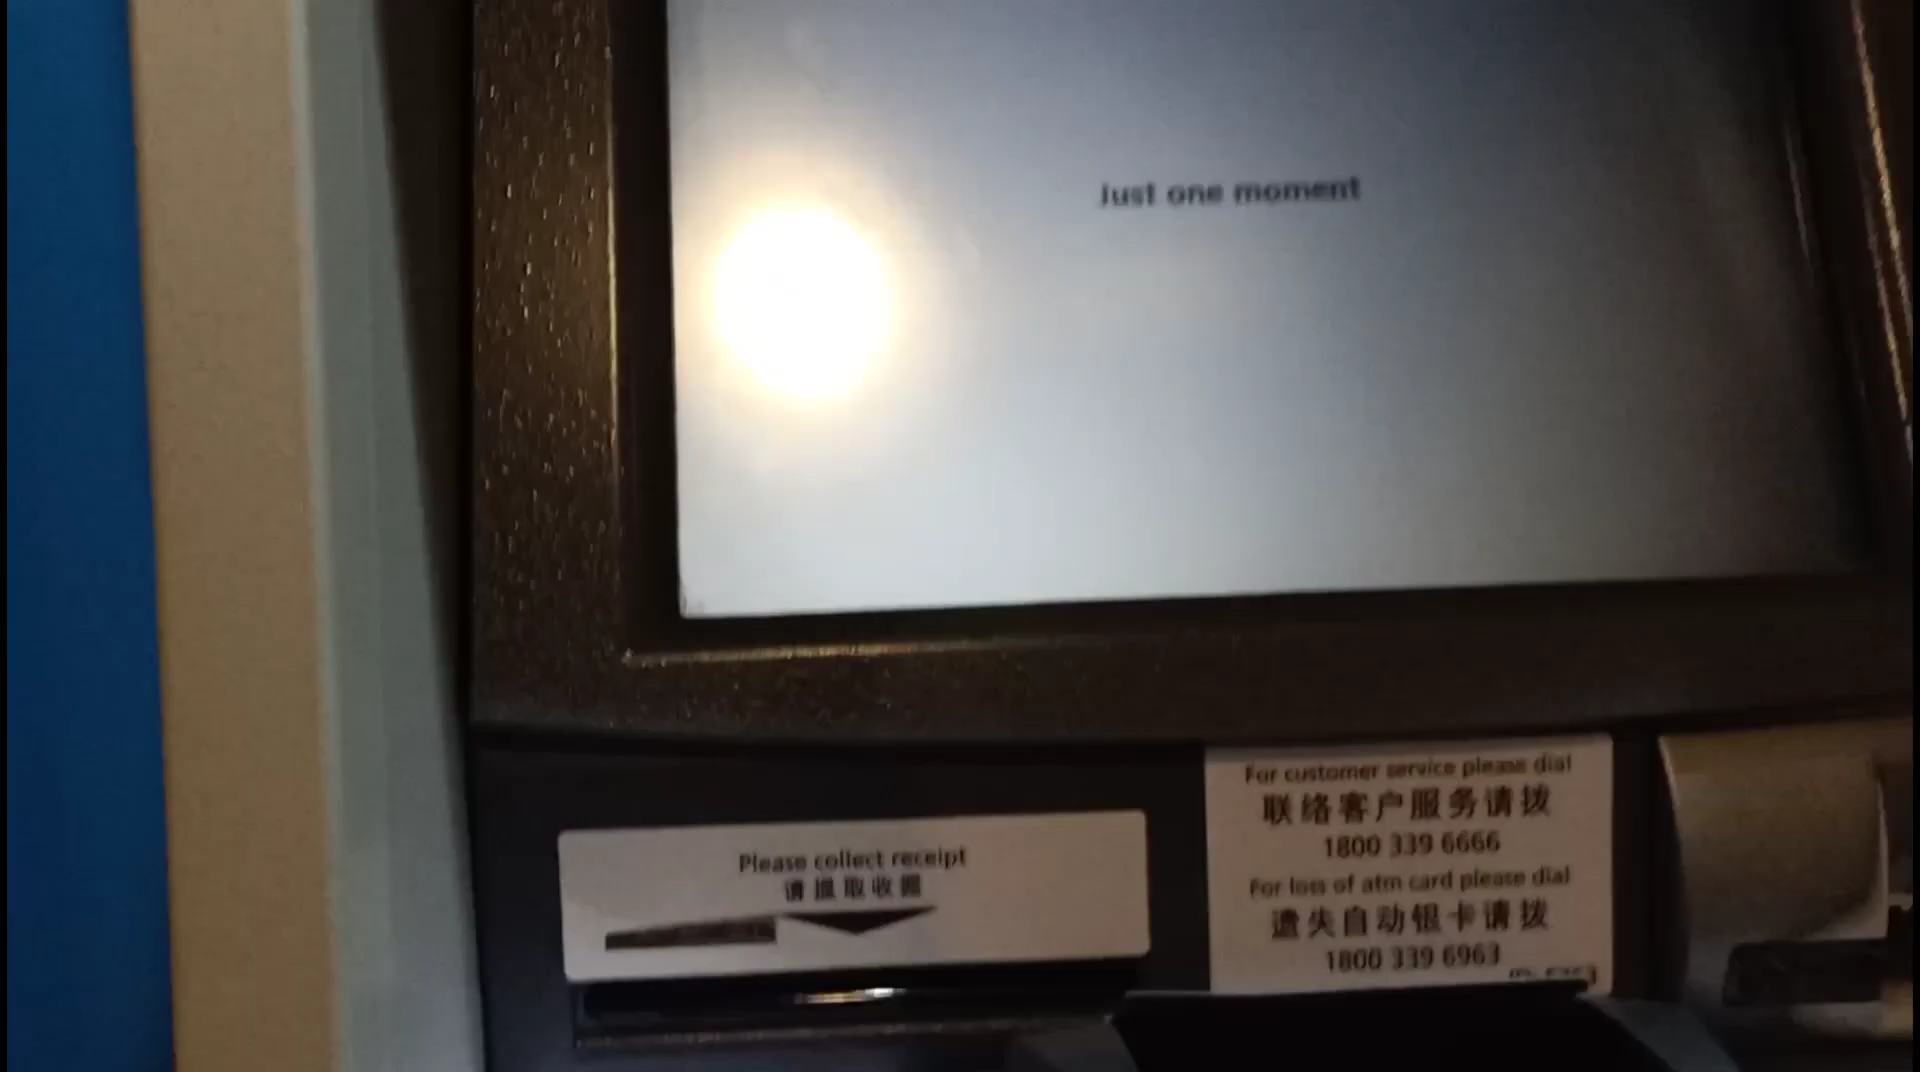 Just one moment
Please collect receipt
请提取收据
For customer service please dial
联络客户服务请拨
1800 339 6666
For loss of atm card please dial
遗失自动银卡请拨
1800 339 6963